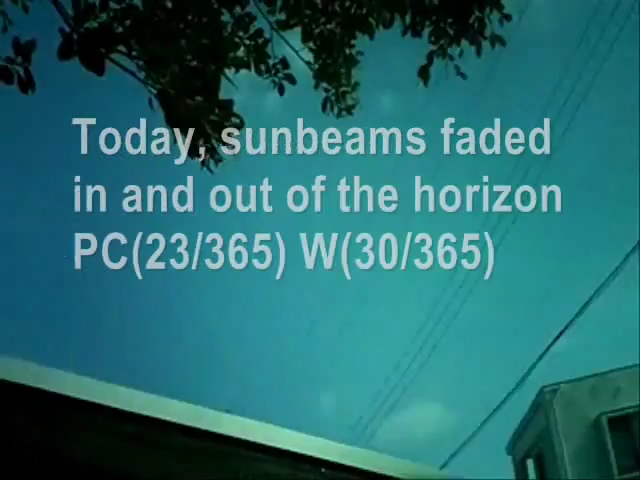 Today, sunbeams faded
in and out of the horizon
PC(23/365) W(30/365)